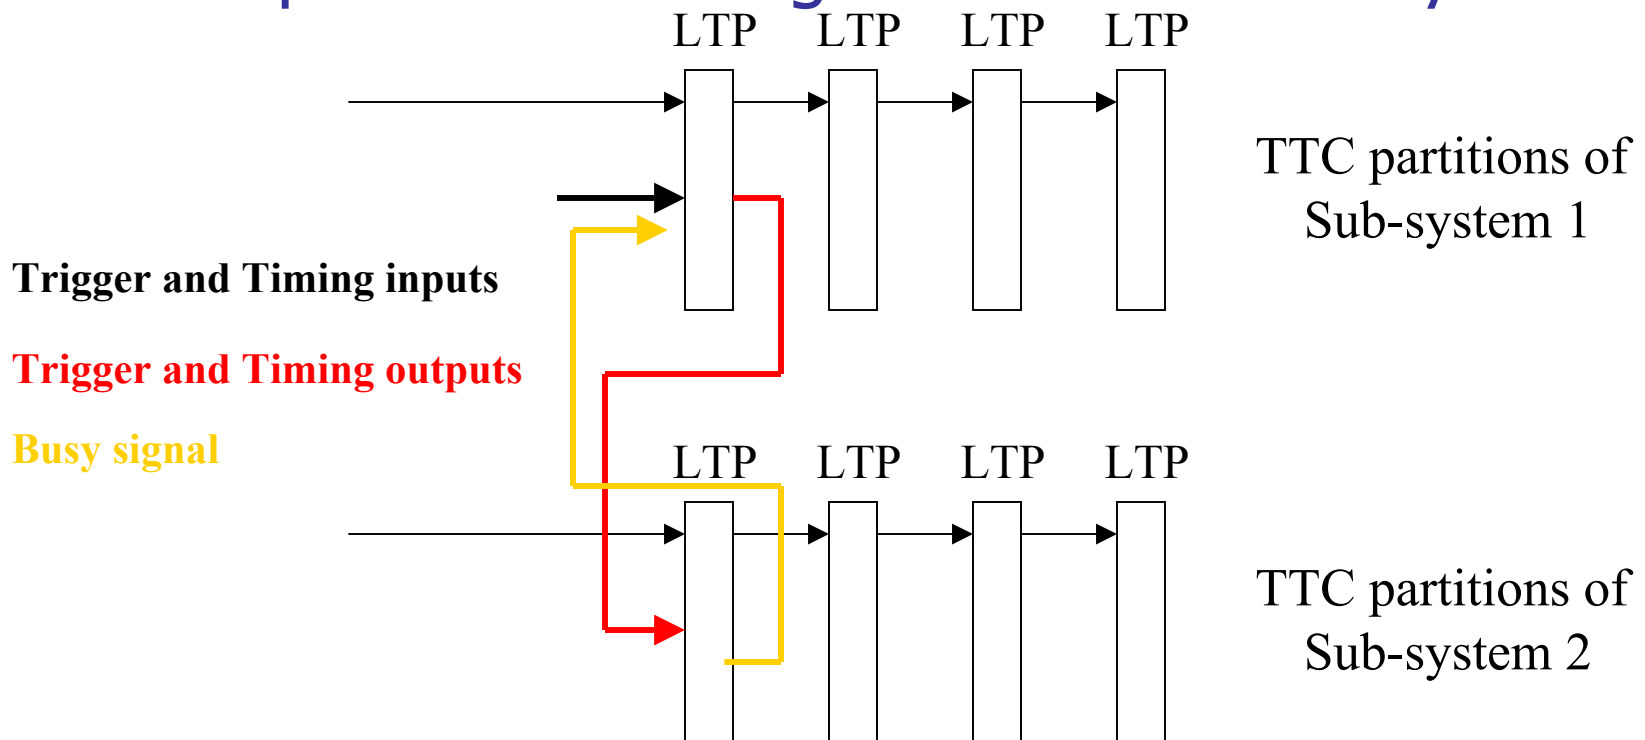 LTP LTP LTP LTP
TTC partitions of
Sub-system 1
Trigger and Timing inputs
Trigger and Timing outputs
Busy signal
LTP LTP LTP LTP
TTC partitions of
Sub-system 2